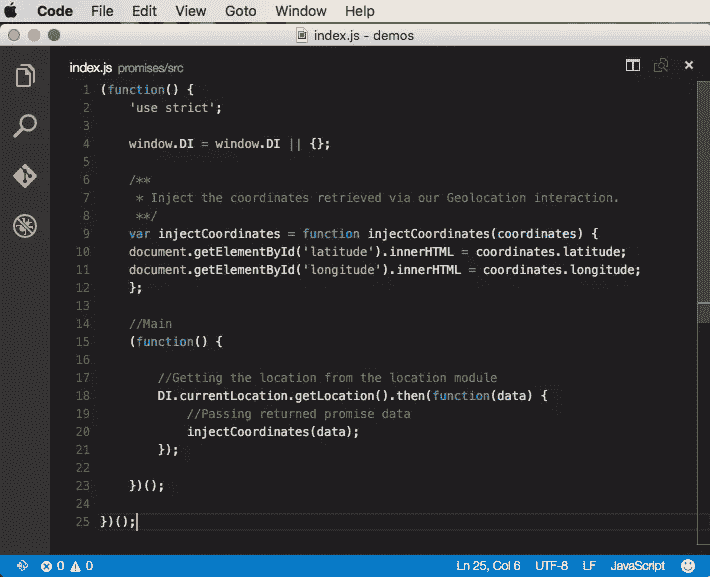 Code File Edit View Goto Window Help
index.js - demos
index.js promises/src
1 (function() {
2     'use strict';
3
4     window.DI = window.DI || {};
5
6     /**
7      * Inject the coordinates retrieved via our Geolocation interaction.
8      **/
9     var injectCoordinates = function injectCoordinates(coordinates) {
10     document.getElementById('latitude').innerHTML = coordinates.latitude;
11     document.getElementById('longitude').innerHTML = coordinates.longitude;
12     };
13
14     //Main
15     (function() {
16
17         //Getting the location from the location module
18         DI.currentLocation.getLocation().then(function(data) {
19             //Passing returned promise data
20             injectCoordinates(data);
21         });
22
23     })();
24
25 })();
0 0 Ln 25, Col 6 UTF-8 LF JavaScript